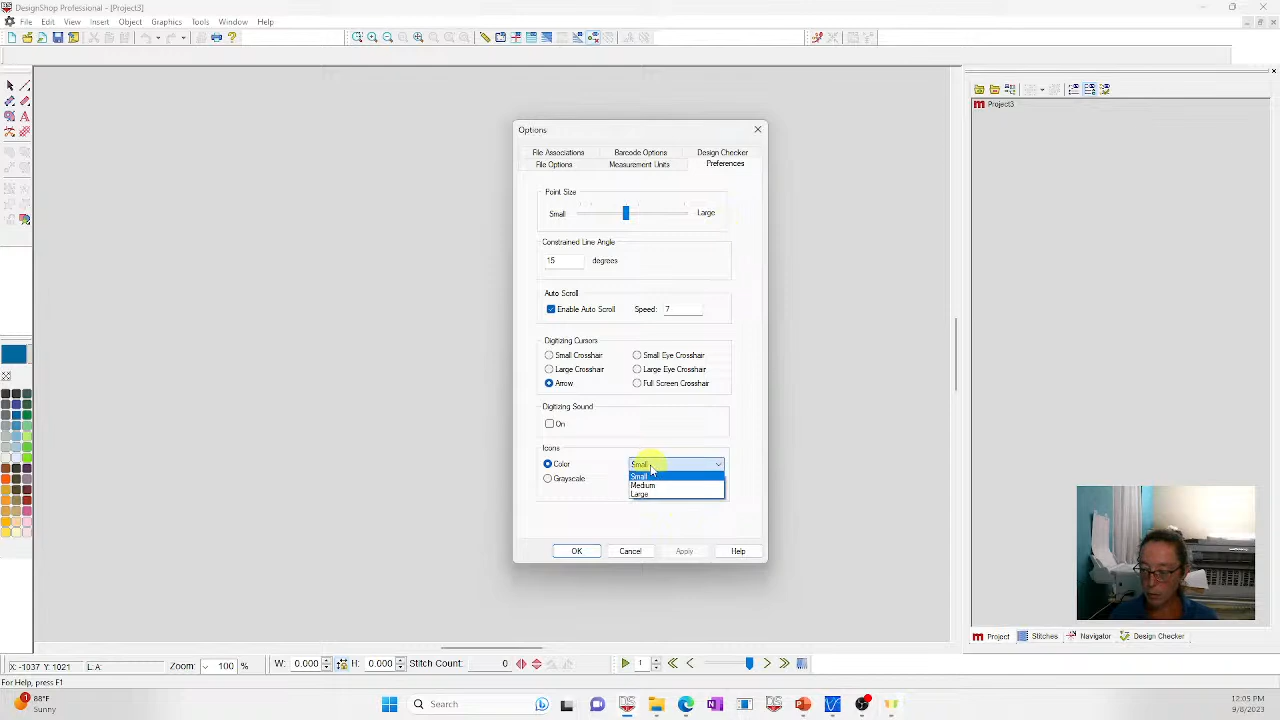 DesignShop Professional - [Project3]
File Edit View Insert Object Graphics Tools Window Help
Project3
Options
File Associations Barcode Options Design Checker
File Options Measurement Units Preferences
Point Size
Small Large
Constrained Line Angle
15 degrees
Auto Scroll
Enable Auto Scroll Speed: 7
Digitizing Cursors
Small Crosshair Small Eye Crosshair
Large Crosshair Large Eye Crosshair
Arrow Full Screen Crosshair
Digitizing Sound
On
Icons
Color Small
Small
Grayscale Medium
Large
OK Cancel Apply Help
Project Stitches Navigator Design Checker
X: -1037 Y: 1021 L: A: Zoom: 100 % W: 0.000 H: 0.000 Stitch Count: 0 1
For Help, press F1
88°F
Sunny
Search
12:05 PM
9/8/2023